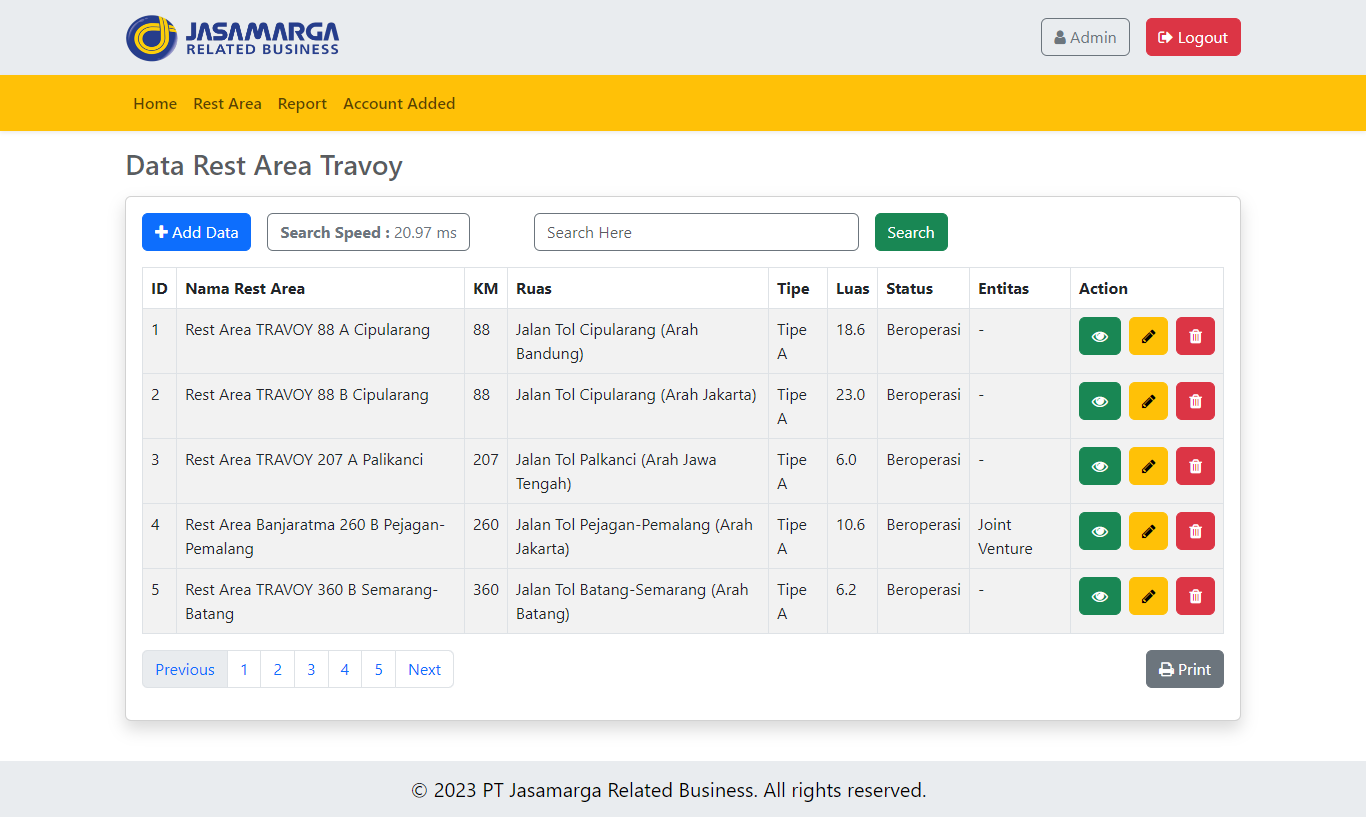 JASAMARGA
RELATED BUSINESS
Admin
Logout
Home Rest Area Report Account Added
Data Rest Area Travoy
Add Data
Search Speed : 20.97 ms
Search Here
Search
ID Nama Rest Area KM Ruas Tipe Luas Status Entitas Action
1 Rest Area TRAVOY 88 A Cipularang 88 Jalan Tol Cipularang (Arah Tipe 18.6 Beroperasi -
Bandung) A
2 Rest Area TRAVOY 88 B Cipularang 88 Jalan Tol Cipularang (Arah Jakarta) Tipe 23.0 Beroperasi -
A
3 Rest Area TRAVOY 207 A Palikanci 207 Jalan Tol Palkanci (Arah Jawa Tipe 6.0 Beroperasi -
Tengah) A
4 Rest Area Banjaratma 260 B Pejagan- 260 Jalan Tol Pejagan-Pemalang (Arah Tipe 10.6 Beroperasi Joint
Pemalang Jakarta) A Venture
5 Rest Area TRAVOY 360 B Semarang- 360 Jalan Tol Batang-Semarang (Arah Tipe 6.2 Beroperasi -
Batang Batang) A
Previous 1 2 3 4 5 Next
Print
© 2023 PT Jasamarga Related Business. All rights reserved.